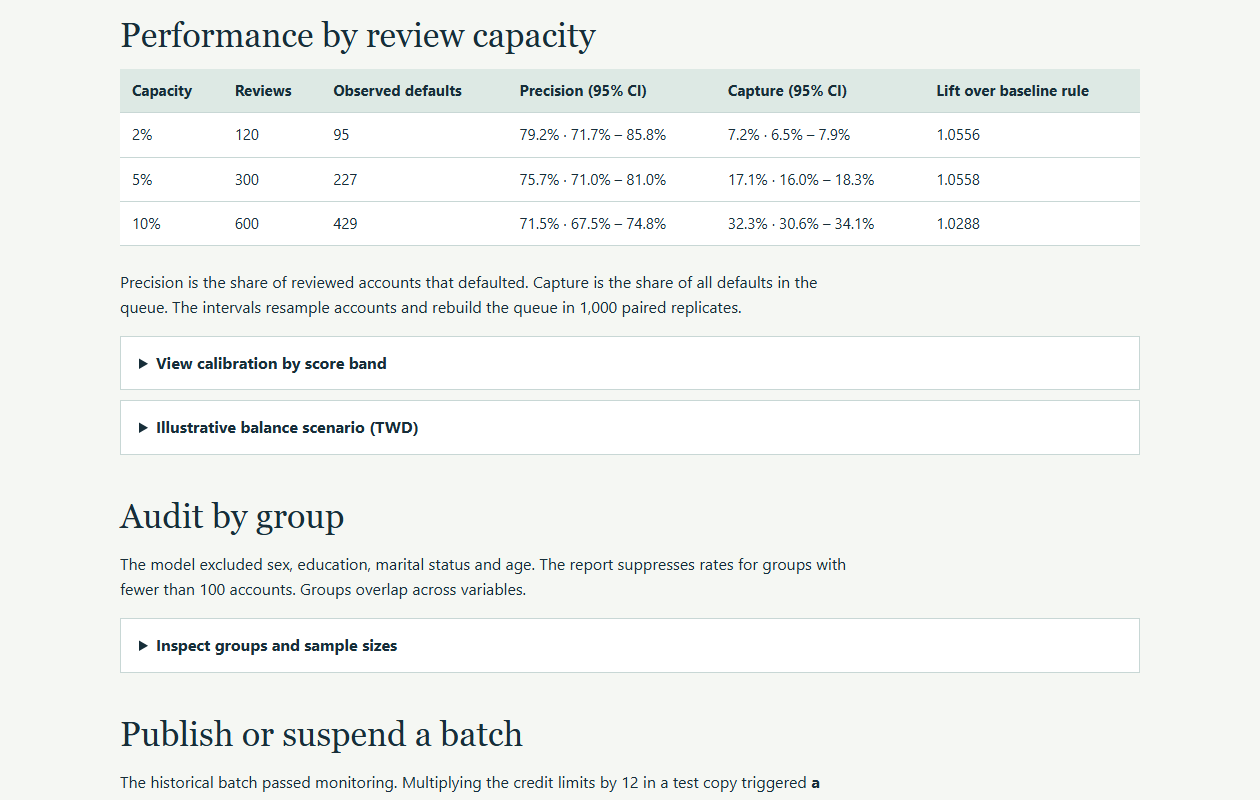 Performance by review capacity
Capacity Reviews Observed defaults Precision (95% CI) Capture (95% CI) Lift over baseline rule
2% 120 95 79.2% · 71.7% – 85.8% 7.2% · 6.5% – 7.9% 1.0556
5% 300 227 75.7% · 71.0% – 81.0% 17.1% · 16.0% – 18.3% 1.0558
10% 600 429 71.5% · 67.5% – 74.8% 32.3% · 30.6% – 34.1% 1.0288
Precision is the share of reviewed accounts that defaulted. Capture is the share of all defaults in the
queue. The intervals resample accounts and rebuild the queue in 1,000 paired replicates.
View calibration by score band
Illustrative balance scenario (TWD)
Audit by group
The model excluded sex, education, marital status and age. The report suppresses rates for groups with
fewer than 100 accounts. Groups overlap across variables.
Inspect groups and sample sizes
Publish or suspend a batch
The historical batch passed monitoring. Multiplying the credit limits by 12 in a test copy triggered a